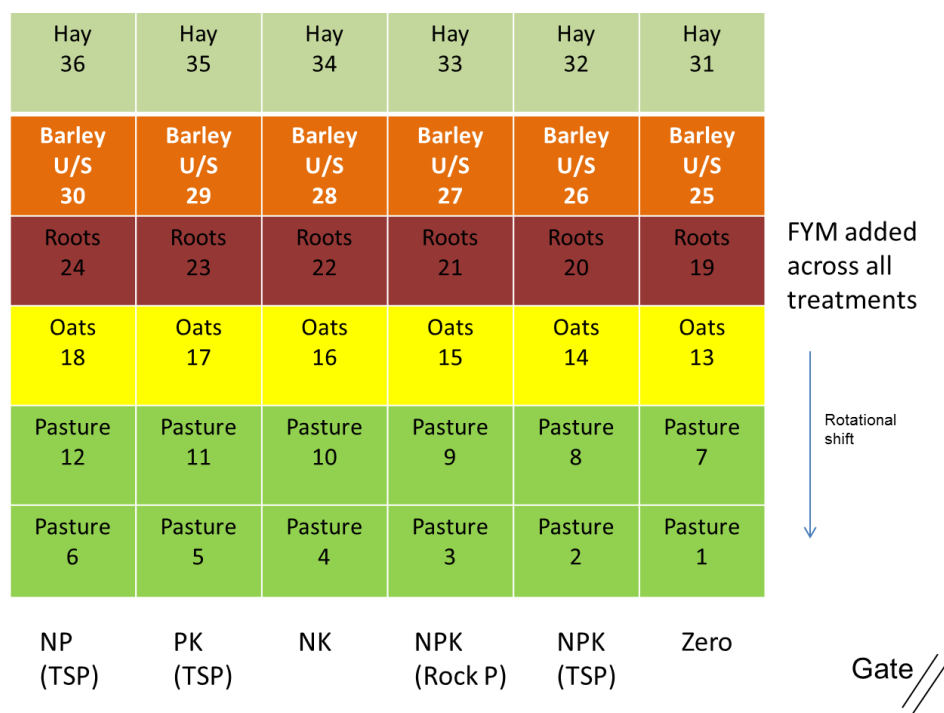 Hay Hay Hay Hay Hay Hay
36 35 34 33 32 31
Barley Barley Barley Barley Barley Barley
U/S U/S U/S U/S U/S U/S
30 29 28 27 26 25
Roots Roots Roots Roots Roots Roots
24 23 22 21 20 19
FYM added
across all
treatments
Oats Oats Oats Oats Oats Oats
18 17 16 15 14 13
Rotational
shift
Pasture Pasture Pasture Pasture Pasture Pasture
12 11 10 9 8 7
Pasture Pasture Pasture Pasture Pasture Pasture
6 5 4 3 2 1
NP PK NK NPK NPK Zero
(TSP) (TSP) (Rock P) (TSP)
Gate